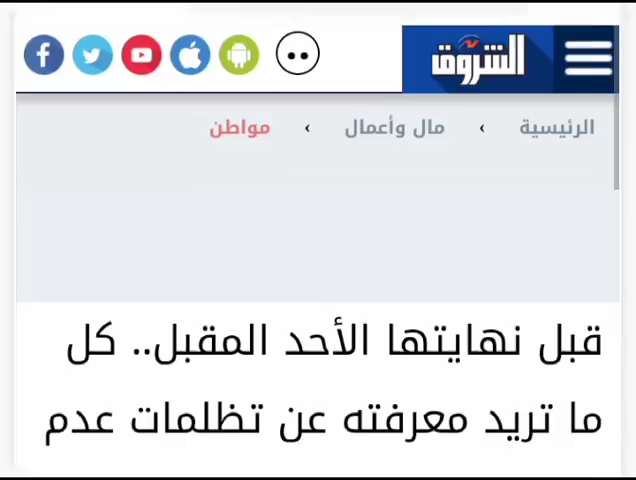 الشروق
الرئيسية › مال وأعمال › مواطن
قبل نهايتها الأحد المقبل.. كل
ما تريد معرفته عن تظلمات عدم